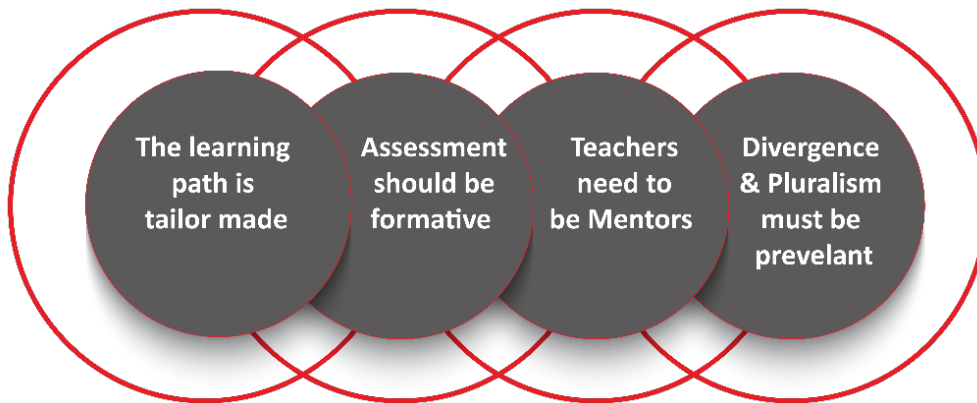 The learning
path is
tailor made
Assessment
should be
formative
Teachers
need to
be Mentors
Divergence
& Pluralism
must be
prevelant